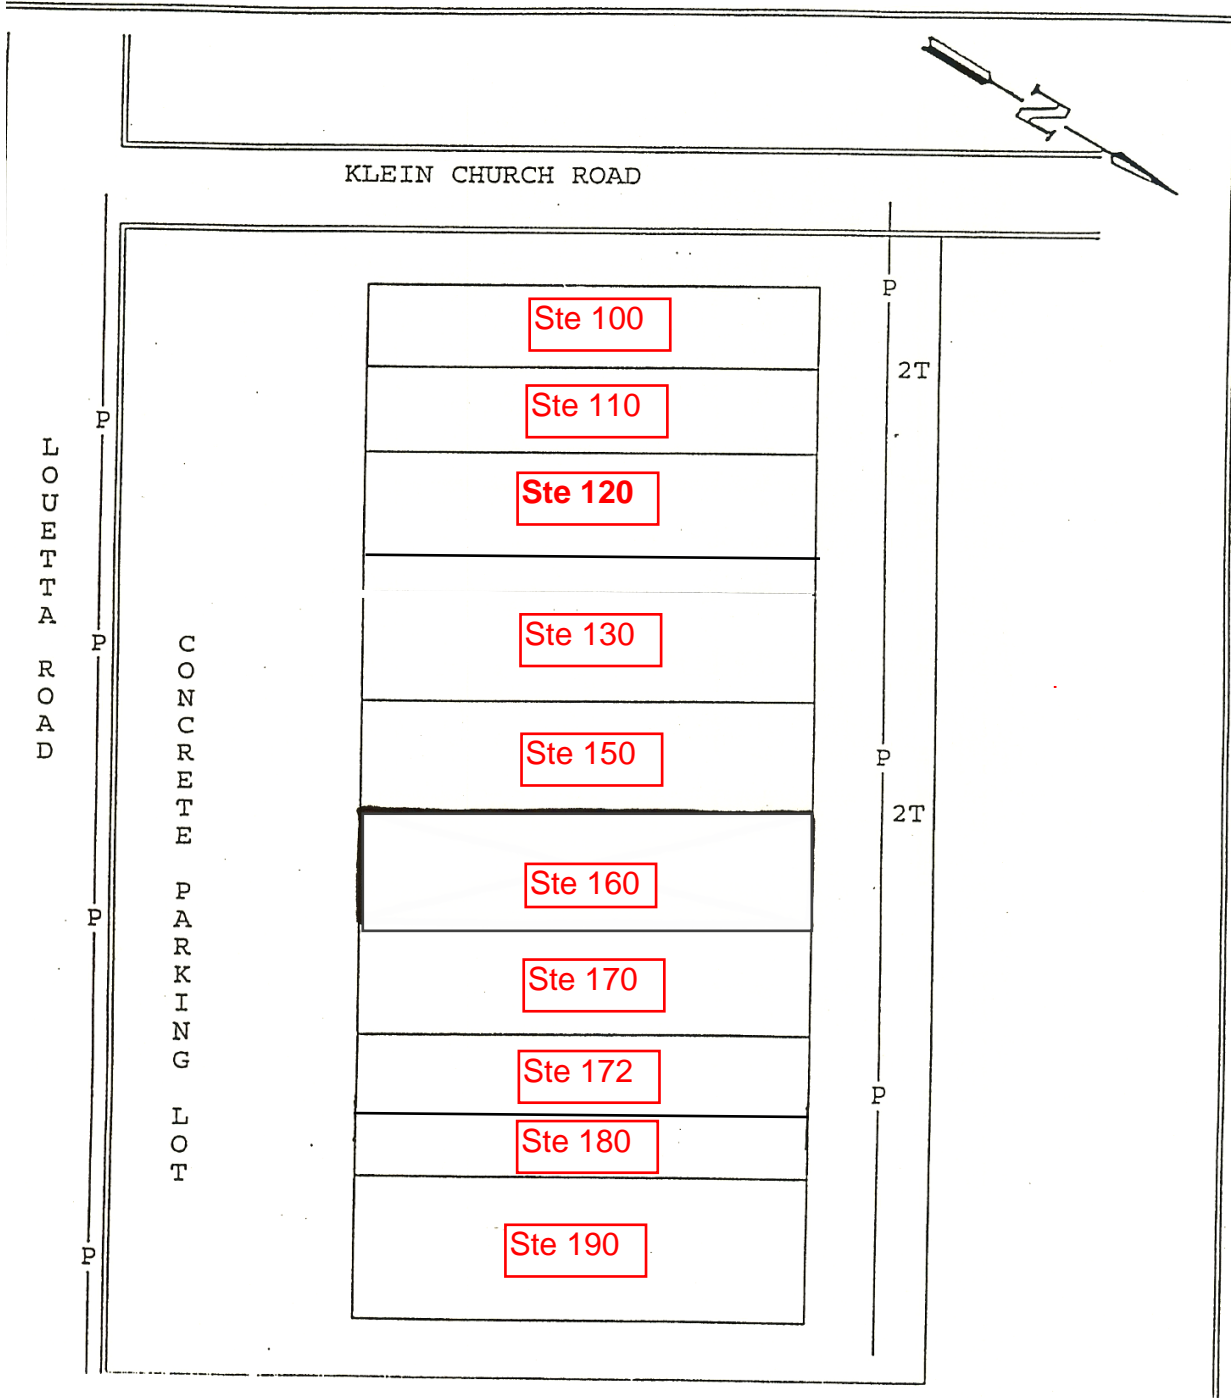 N
KLEIN CHURCH ROAD
Ste 100
P
2T
Ste 110
P
LOUETTA ROAD
Ste 120
Ste 130
P
CONCRETE PARKING LOT
Ste 150
P
2T
Ste 160
P
Ste 170
Ste 172
P
Ste 180
Ste 190
P